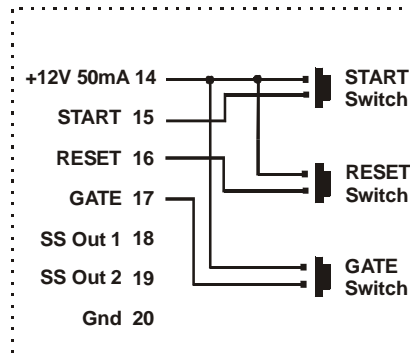 +12V 50mA 14
START 15
RESET 16
GATE 17
SS Out 1 18
SS Out 2 19
Gnd 20
START
Switch
RESET
Switch
GATE
Switch